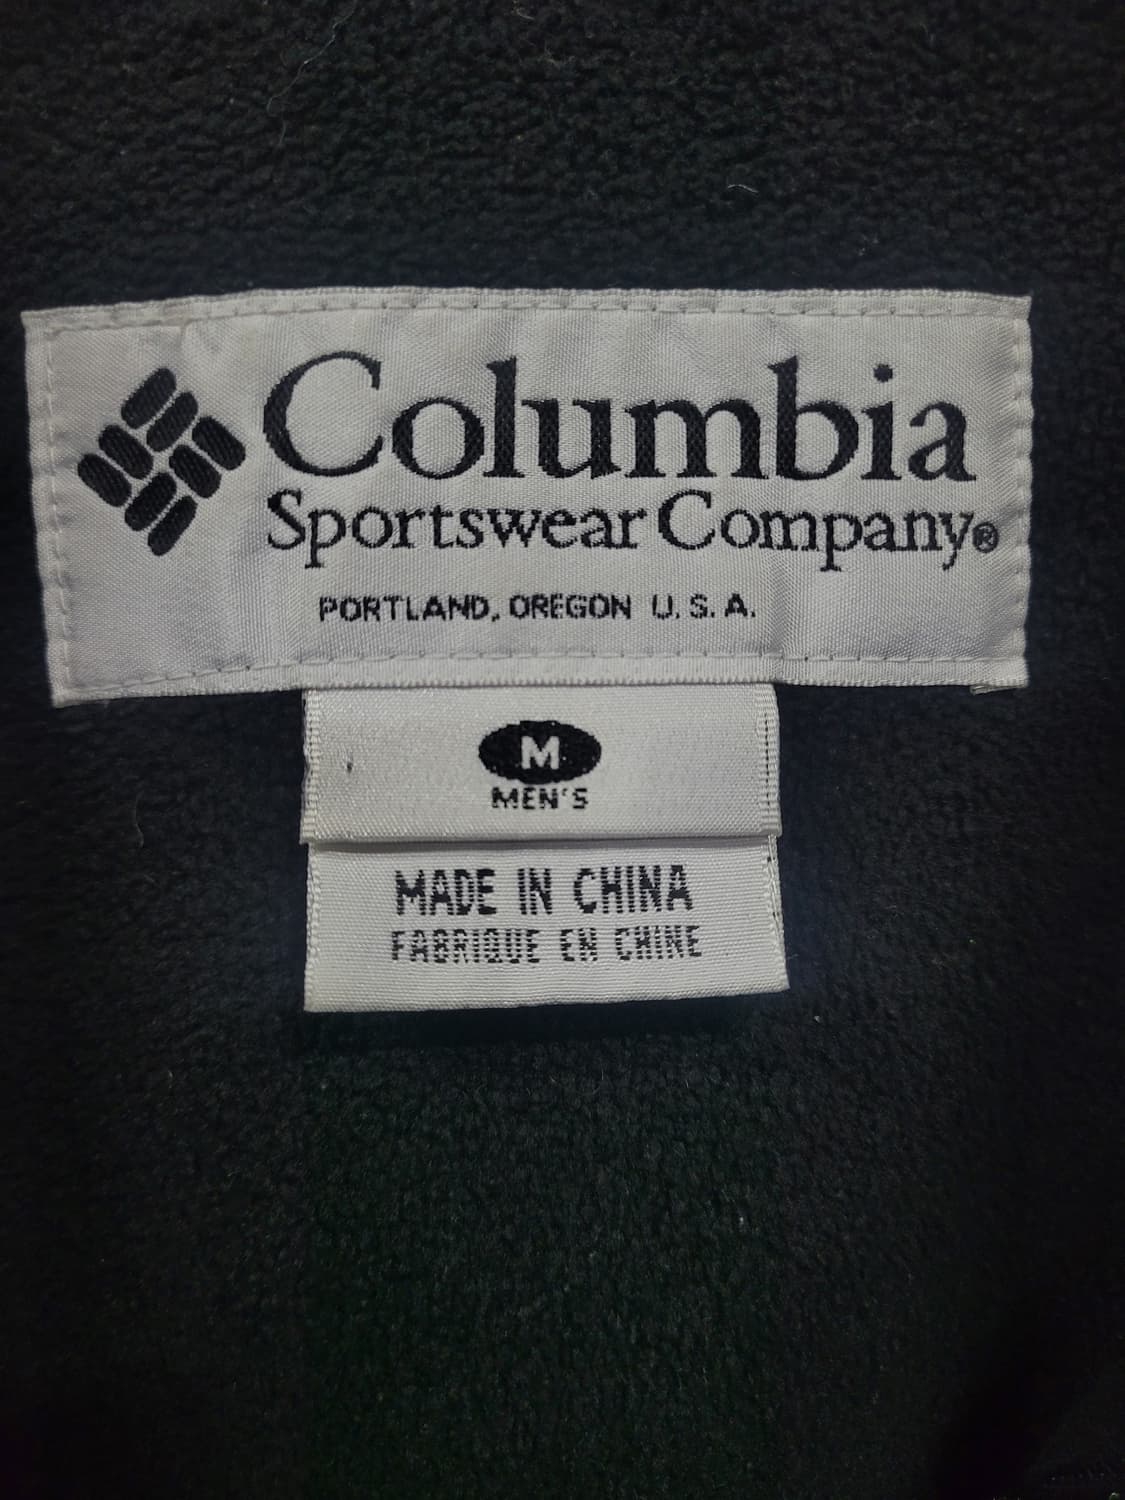 Columbia
Sportswear Company®
PORTLAND, OREGON U.S.A.
M
MEN'S
MADE IN CHINA
FABRIQUE EN CHINE